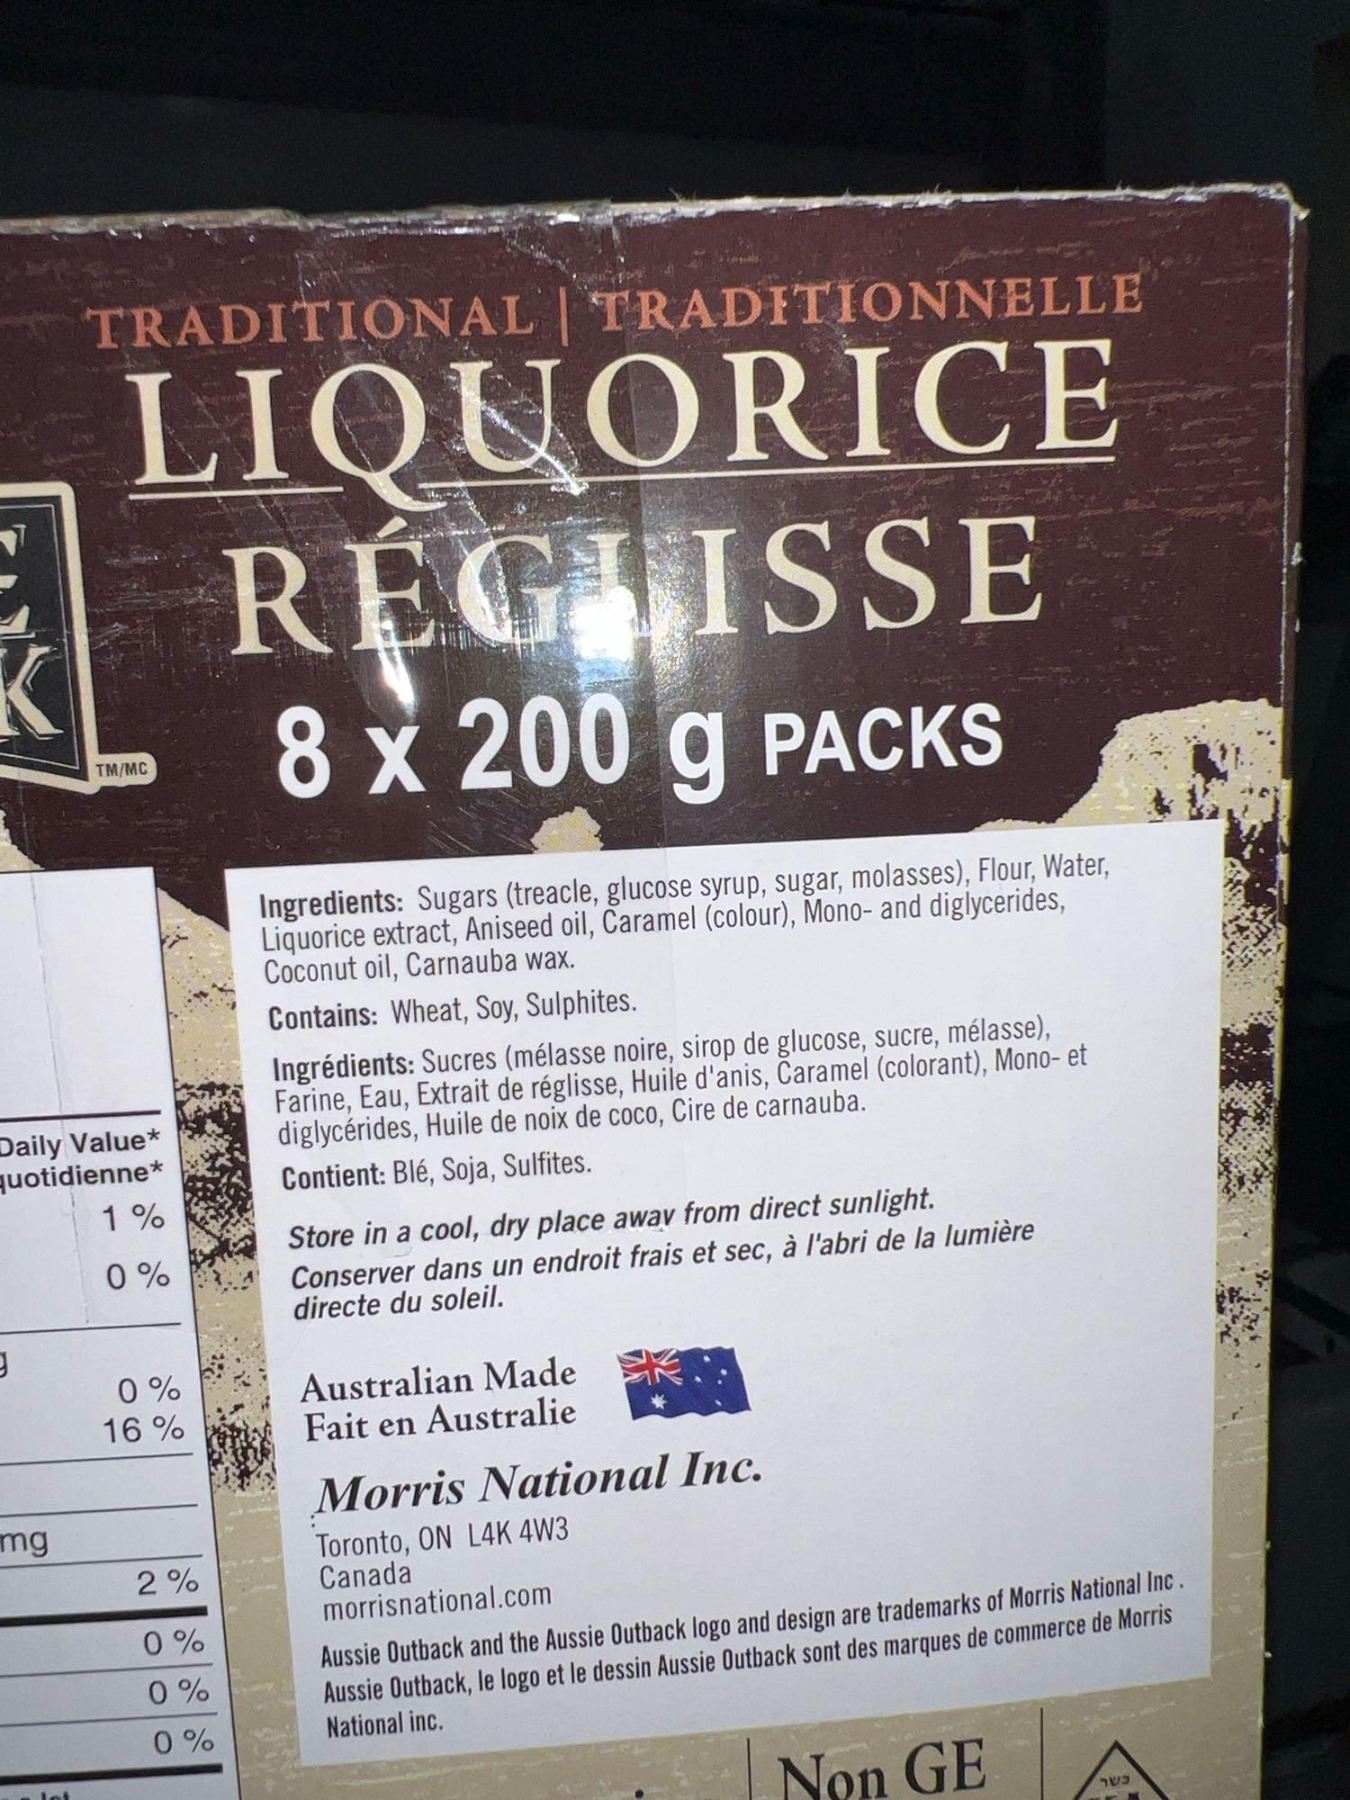 TRADITIONAL | TRADITIONNELLE
LIQUORICE
RÉGLISSE
8 x 200 g PACKS
E
K
TM/MC
Daily Value*
quotidienne*
1 %
0 %
g
0 %
16 %
mg
2 %
0 %
0 %
0 %
Ingredients: Sugars (treacle, glucose syrup, sugar, molasses), Flour, Water,
Liquorice extract, Aniseed oil, Caramel (colour), Mono- and diglycerides,
Coconut oil, Carnauba wax.
Contains: Wheat, Soy, Sulphites.
Ingrédients: Sucres (mélasse noire, sirop de glucose, sucre, mélasse),
Farine, Eau, Extrait de réglisse, Huile d'anis, Caramel (colorant), Mono- et
diglycérides, Huile de noix de coco, Cire de carnauba.
Contient: Blé, Soja, Sulfites.
Store in a cool, dry place away from direct sunlight.
Conserver dans un endroit frais et sec, à l'abri de la lumière
directe du soleil.
Australian Made
Fait en Australie
Morris National Inc.
Toronto, ON L4K 4W3
Canada
morrisnational.com
Aussie Outback and the Aussie Outback logo and design are trademarks of Morris National Inc.
Aussie Outback, le logo et le dessin Aussie Outback sont des marques de commerce de Morris
National inc.
Non GE
כשר